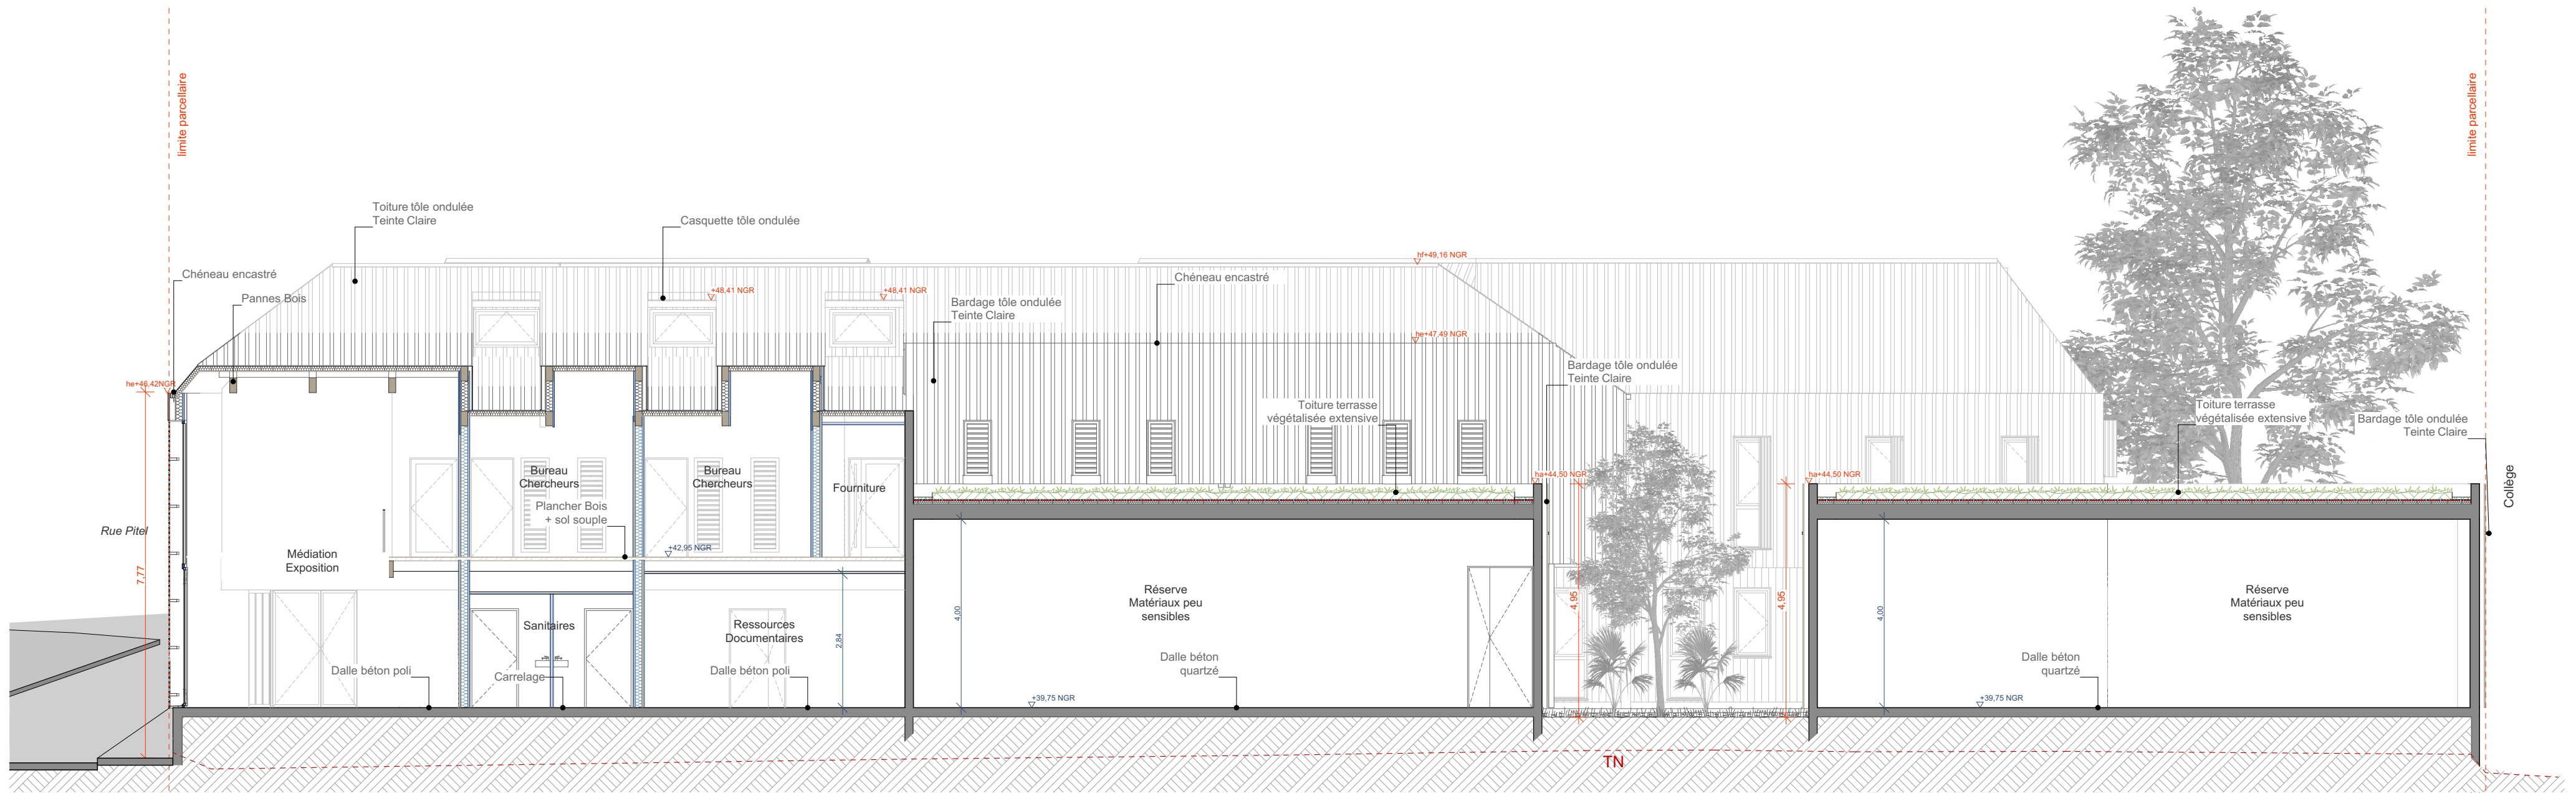 limite parcellaire
limite parcellaire
Toiture tôle ondulée
Teinte Claire
Casquette tôle ondulée
Chéneau encastré
Pannes Bois
+48,41 NGR
+48,41 NGR
Bardage tôle ondulée
Teinte Claire
Chéneau encastré
hf+49,16 NGR
he+47,49 NGR
he+46,42NGR
Bardage tôle ondulée
Teinte Claire
Toiture terrasse
végétalisée extensive
Toiture terrasse
végétalisée extensive
Bardage tôle ondulée
Teinte Claire
Bureau
Chercheurs
Bureau
Chercheurs
Fourniture
ha+44,50 NGR
ha+44,50 NGR
Collège
Plancher Bois
+ sol souple
+42,95 NGR
Rue Pitel
Médiation
Exposition
7,77
Sanitaires
Ressources
Documentaires
2,84
4,00
Réserve
Matériaux peu
sensibles
4,95
4,95
4,00
Réserve
Matériaux peu
sensibles
Dalle béton poli
Carrelage
Dalle béton poli
Dalle béton
quartzé
Dalle béton
quartzé
+39,75 NGR
+39,75 NGR
TN